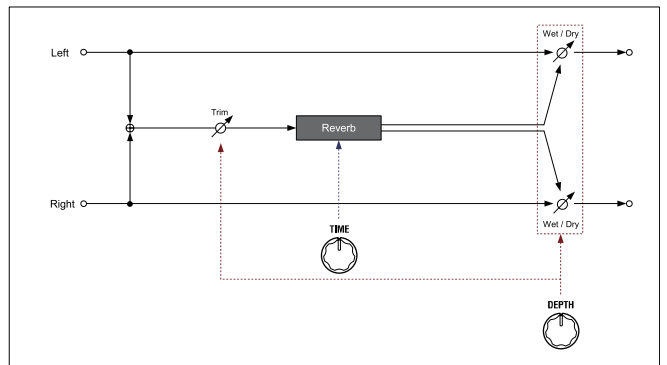 Wet / Dry
Left
Trim
Reverb
Right
Wet / Dry
TIME
DEPTH